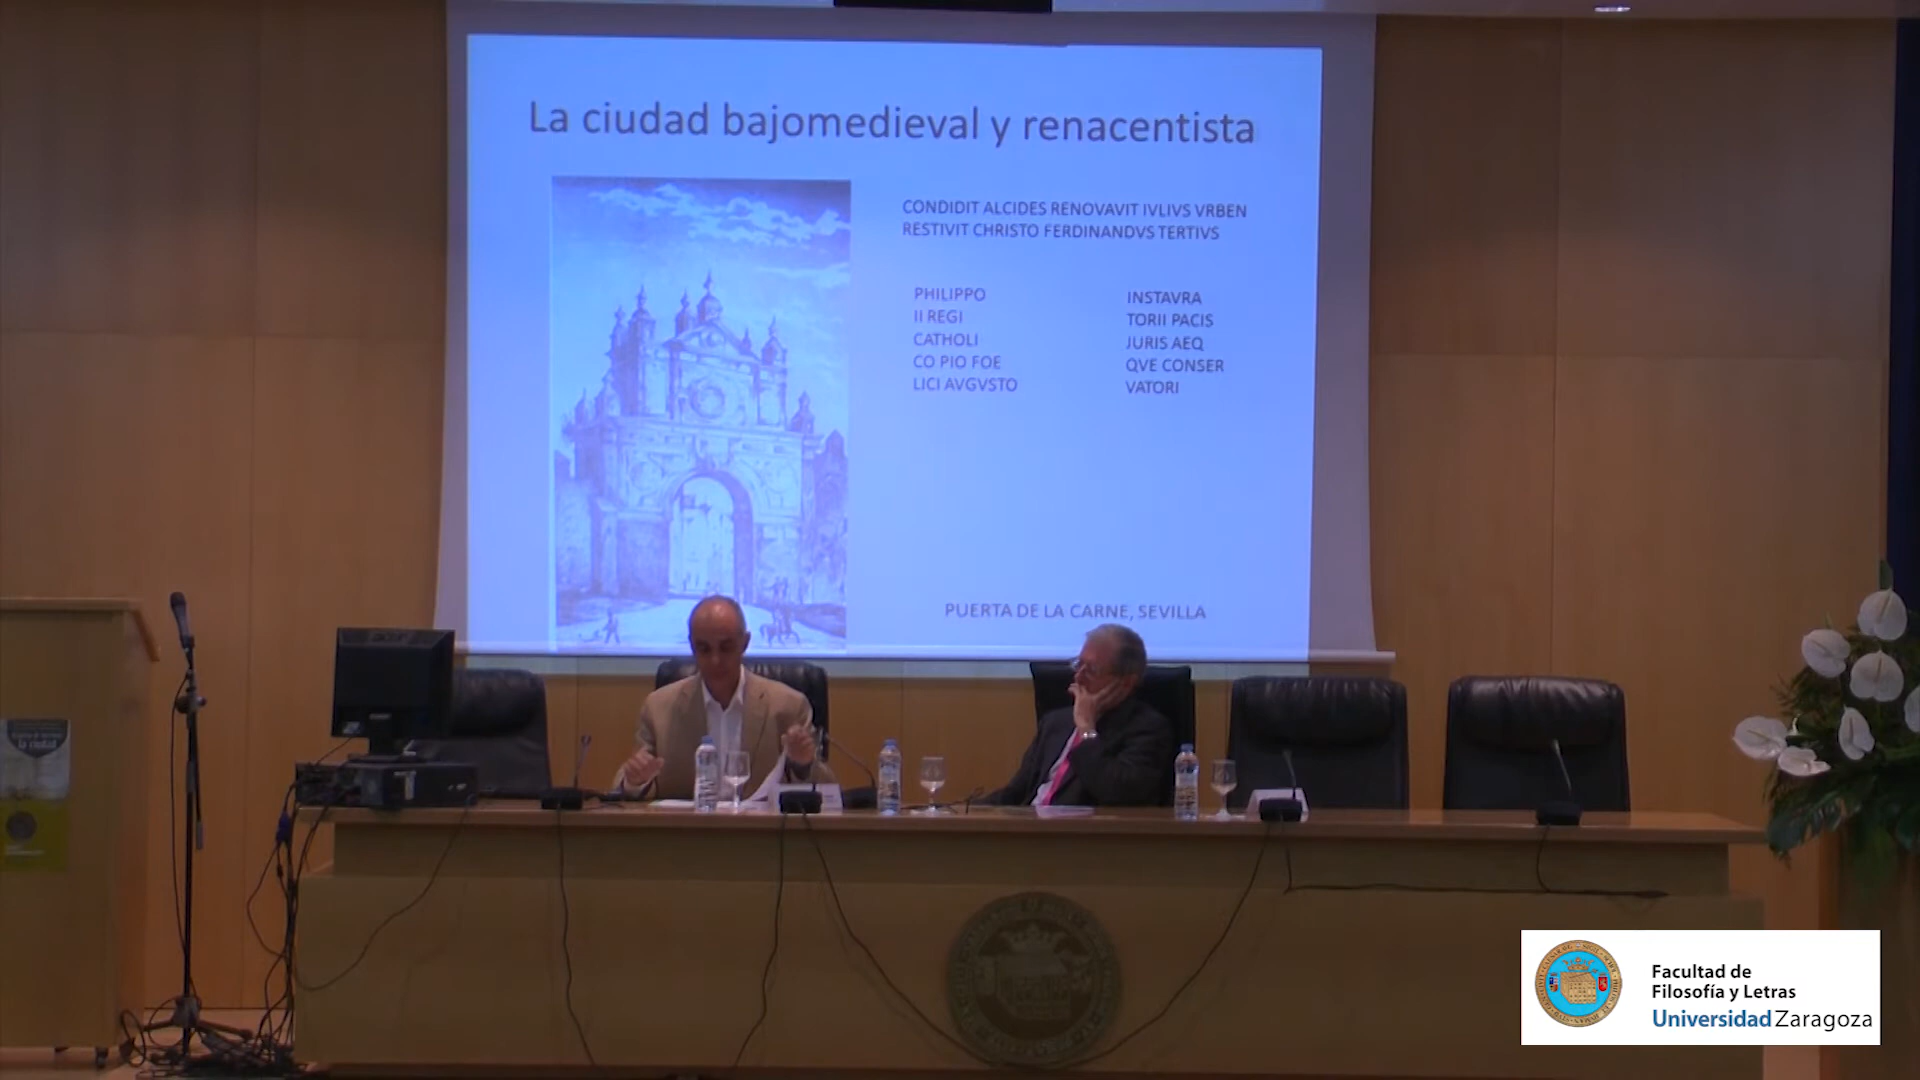 La ciudad bajomedieval y renacentista
CONDIDIT ALCIDES RENOVAVIT IVLIVS VRBEN
RESTIVIT CHRISTO FERDINANDVS TERTIVS
PHILIPPO
II REGI
CATHOLI
CO PIO FOE
LICI AVGVSTO
INSTAVRA
TORII PACIS
JURIS AEQ
QVE CONSER
VATORI
PUERTA DE LA CARNE, SEVILLA
la ciudad
Facultad de
Filosofía y Letras
Universidad Zaragoza